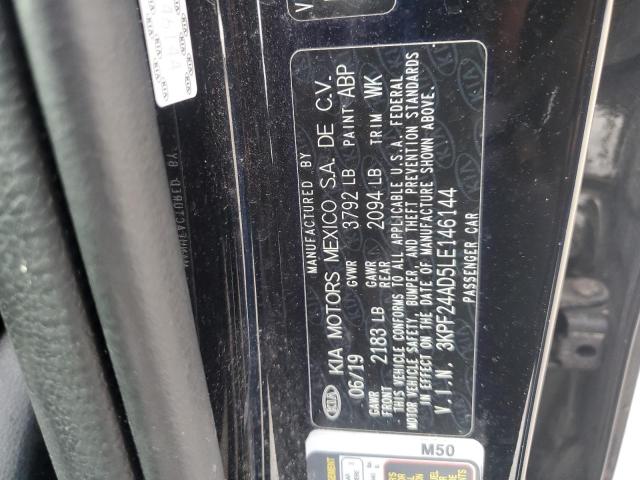 MANUFACTURED BY
KIA KIA MOTORS MEXICO S.A. DE C.V.
06/19 GVWR 3792 LB PAINT ABP
GAWR FRONT 2183 LB GAWR REAR 2094 LB TRIM WK
THIS VEHICLE CONFORMS TO ALL APPLICABLE U.S.A. FEDERAL
MOTOR VEHICLE SAFETY, BUMPER, AND THEFT PREVENTION STANDARDS
IN EFFECT ON THE DATE OF MANUFACTURE SHOWN ABOVE.
V.I.N. 3KPF24AD5LE146144
PASSENGER CAR
M50